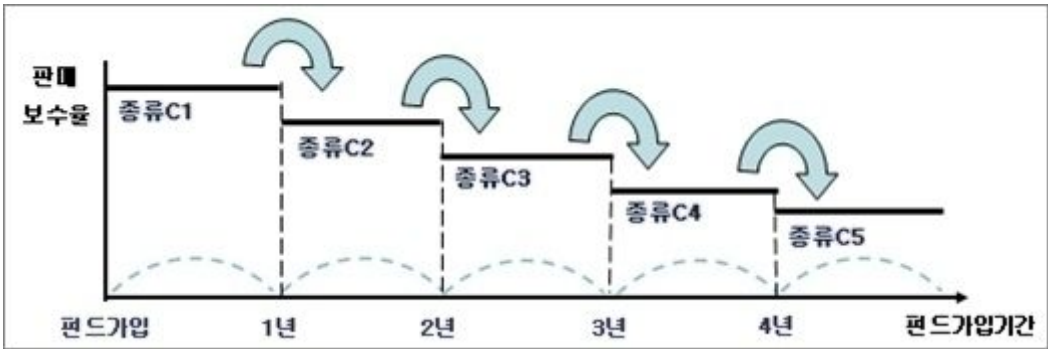 판매
보수율
종류C1
종류C2
종류C3
종류C4
종류C5
펀드가입
1년
2년
3년
4년
펀드가입기간